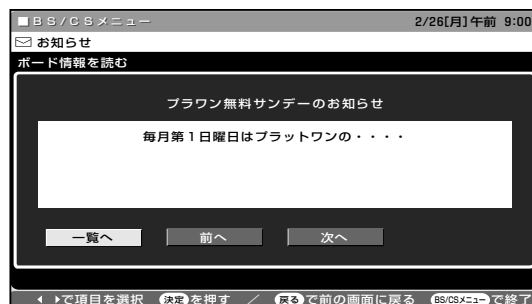 ■BS/CSメニュー 2/26[月]午前 9:00
お知らせ
ボード情報を読む
プラワン無料サンデーのお知らせ
毎月第１日曜日はプラットワンの・・・・
一覧へ 前へ 次へ
で項目を選択 決定を押す ／ 戻るで前の画面に戻る BS/CSメニューで終了